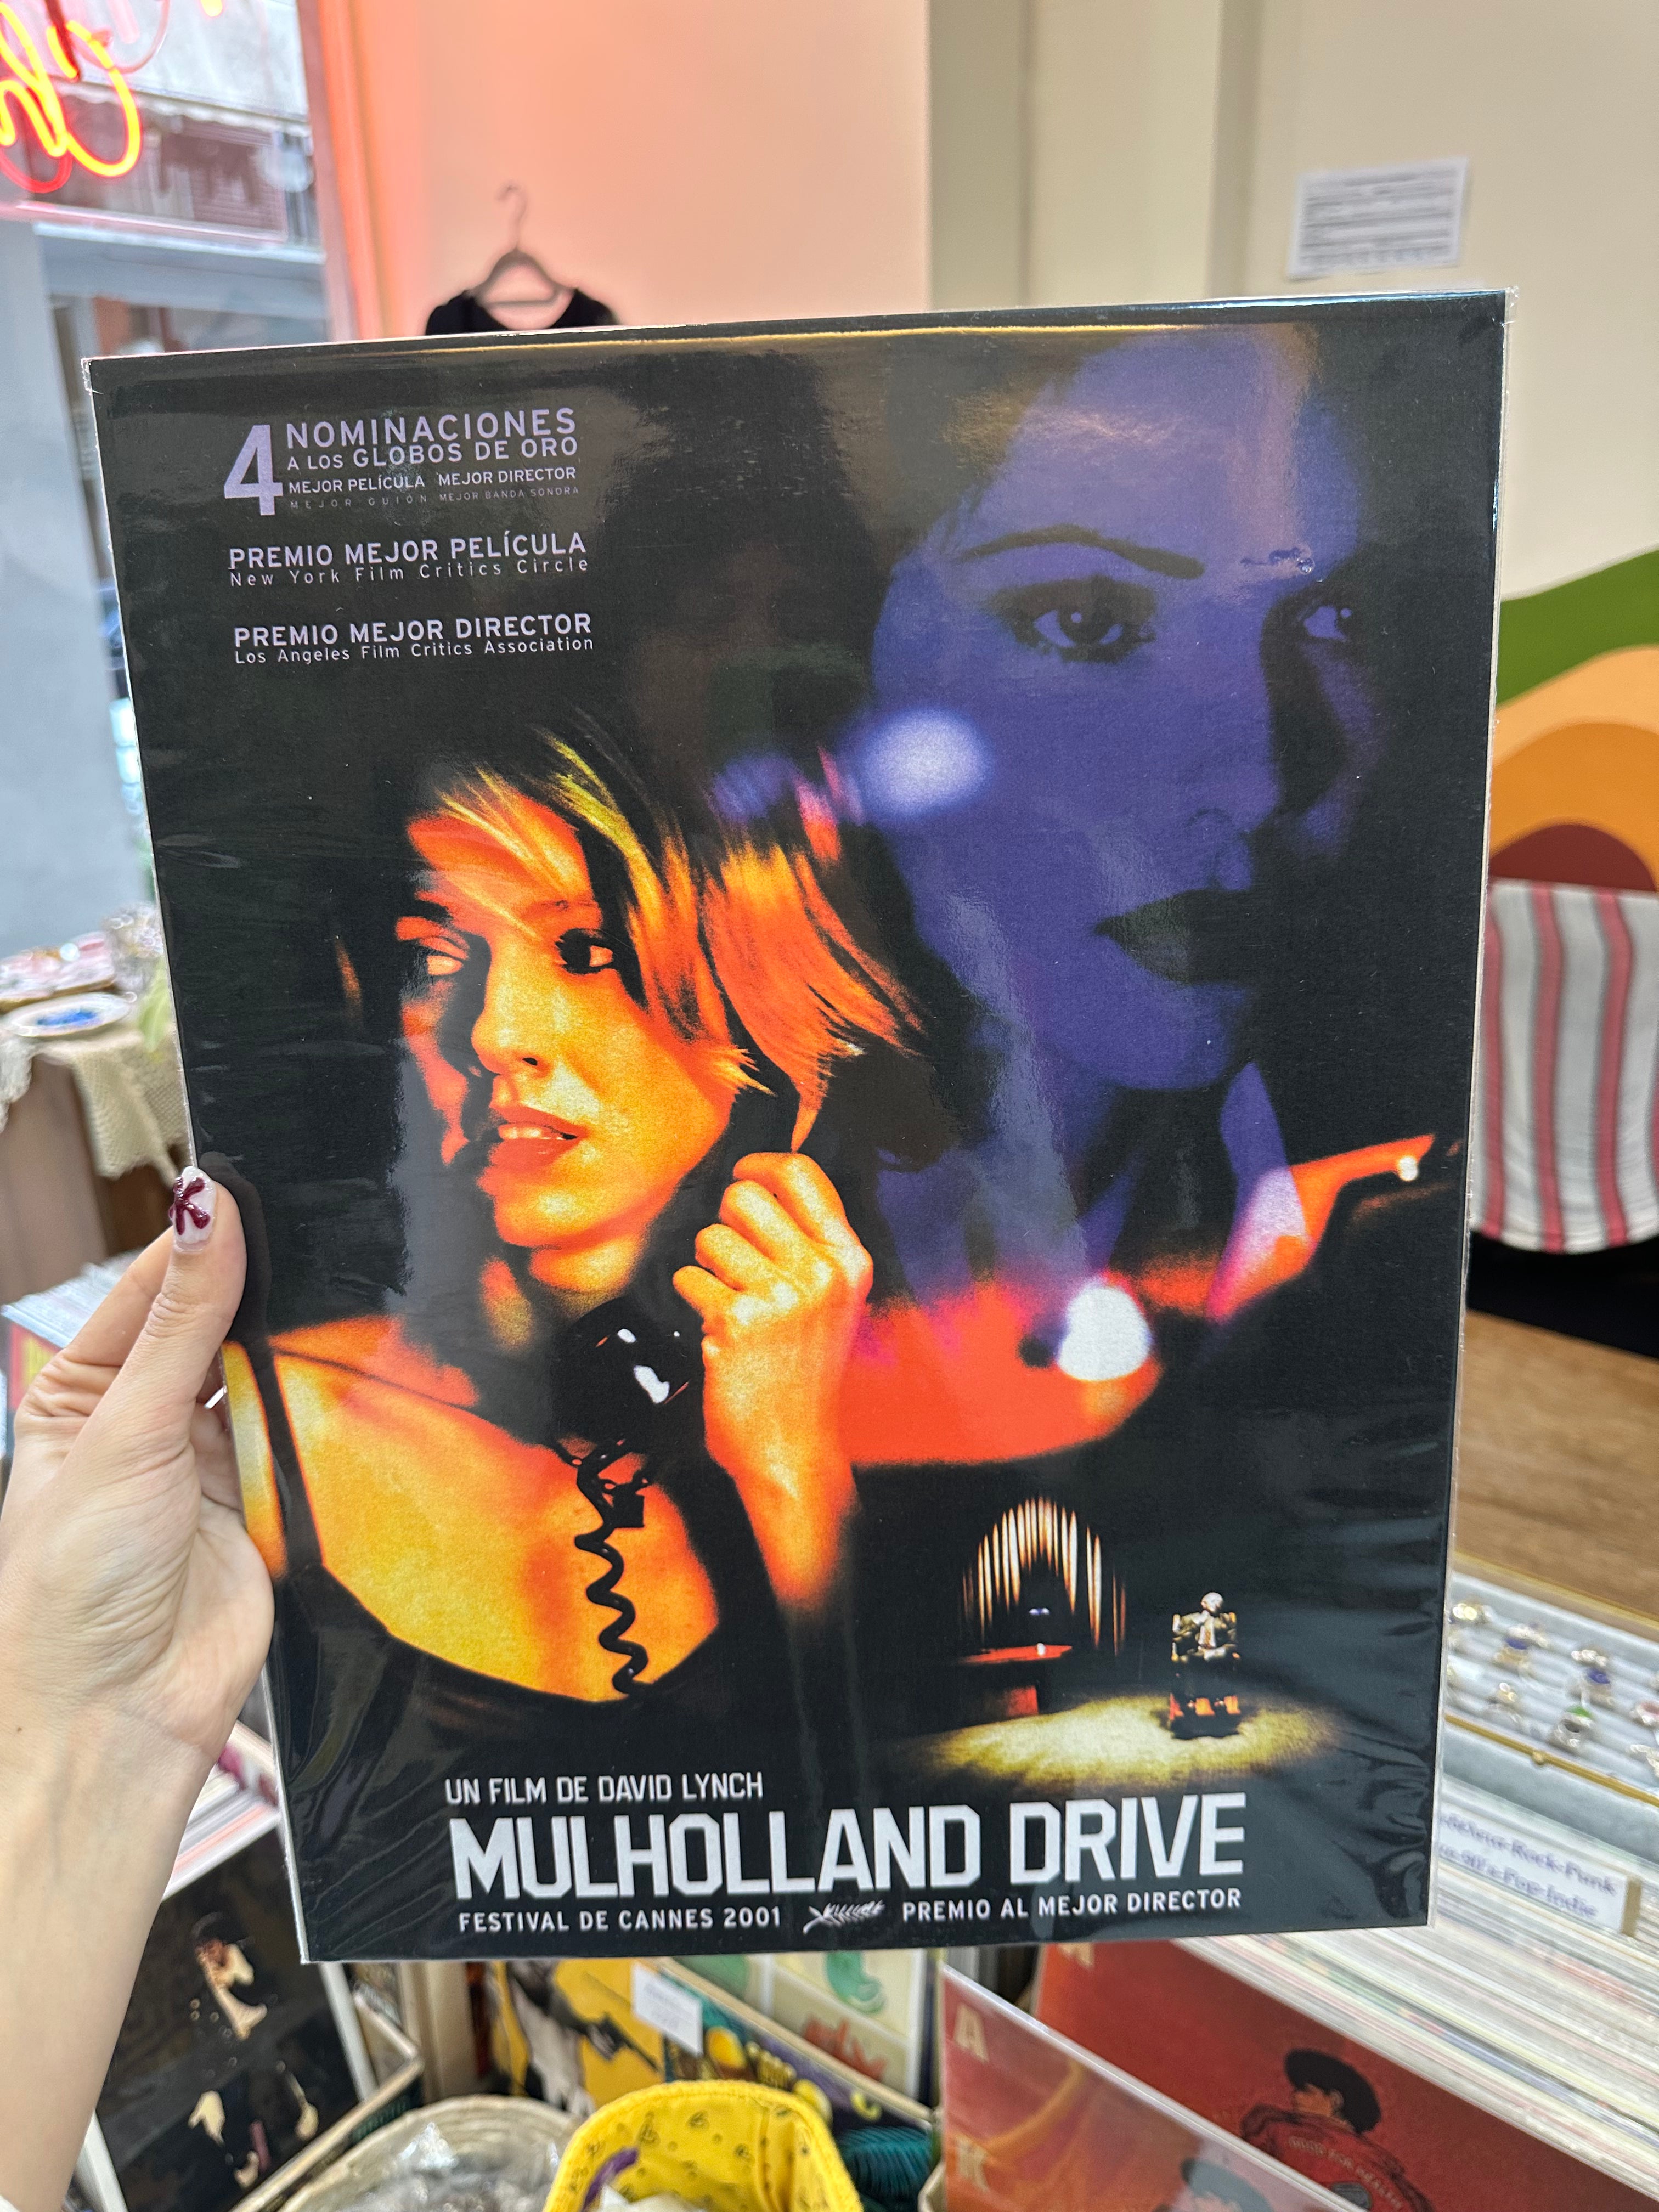 4 NOMINACIONES
A LOS GLOBOS DE ORO
MEJOR PELÍCULA MEJOR DIRECTOR
MEJOR GUIÓN MEJOR BANDA SONORA
PREMIO MEJOR PELÍCULA
New York Film Critics Circle
PREMIO MEJOR DIRECTOR
Los Angeles Film Critics Association
UN FILM DE DAVID LYNCH
MULHOLLAND DRIVE
FESTIVAL DE CANNES 2001 PREMIO AL MEJOR DIRECTOR
A
K